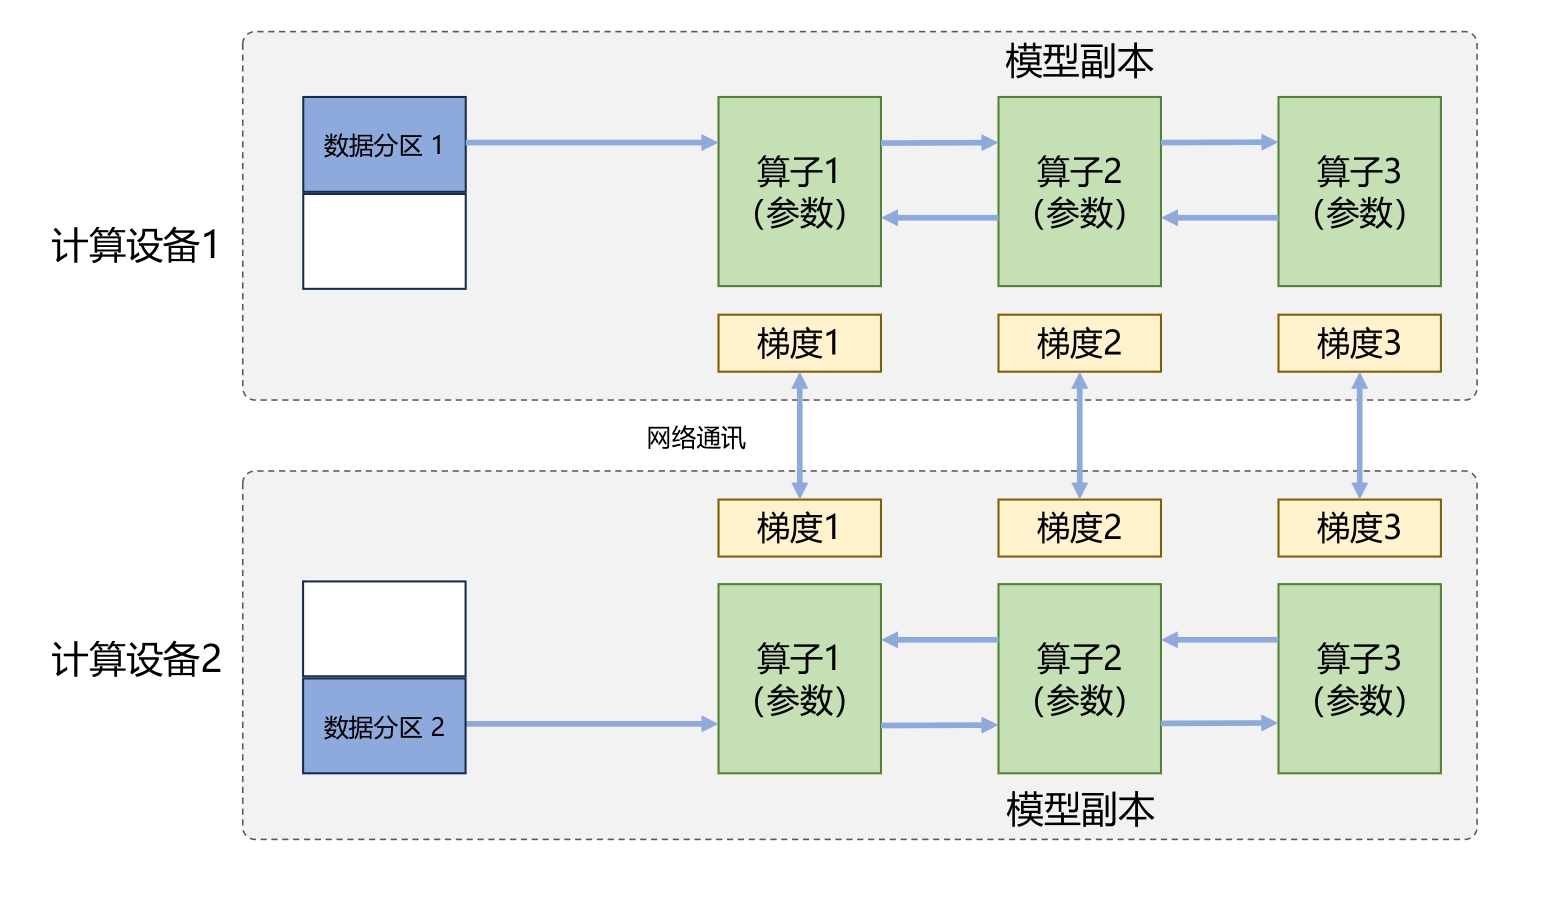 模型副本
数据分区 1
算子1
（参数）
算子2
（参数）
算子3
（参数）
计算设备1
梯度1
梯度2
梯度3
网络通讯
梯度1
梯度2
梯度3
计算设备2
算子1
（参数）
算子2
（参数）
算子3
（参数）
数据分区 2
模型副本